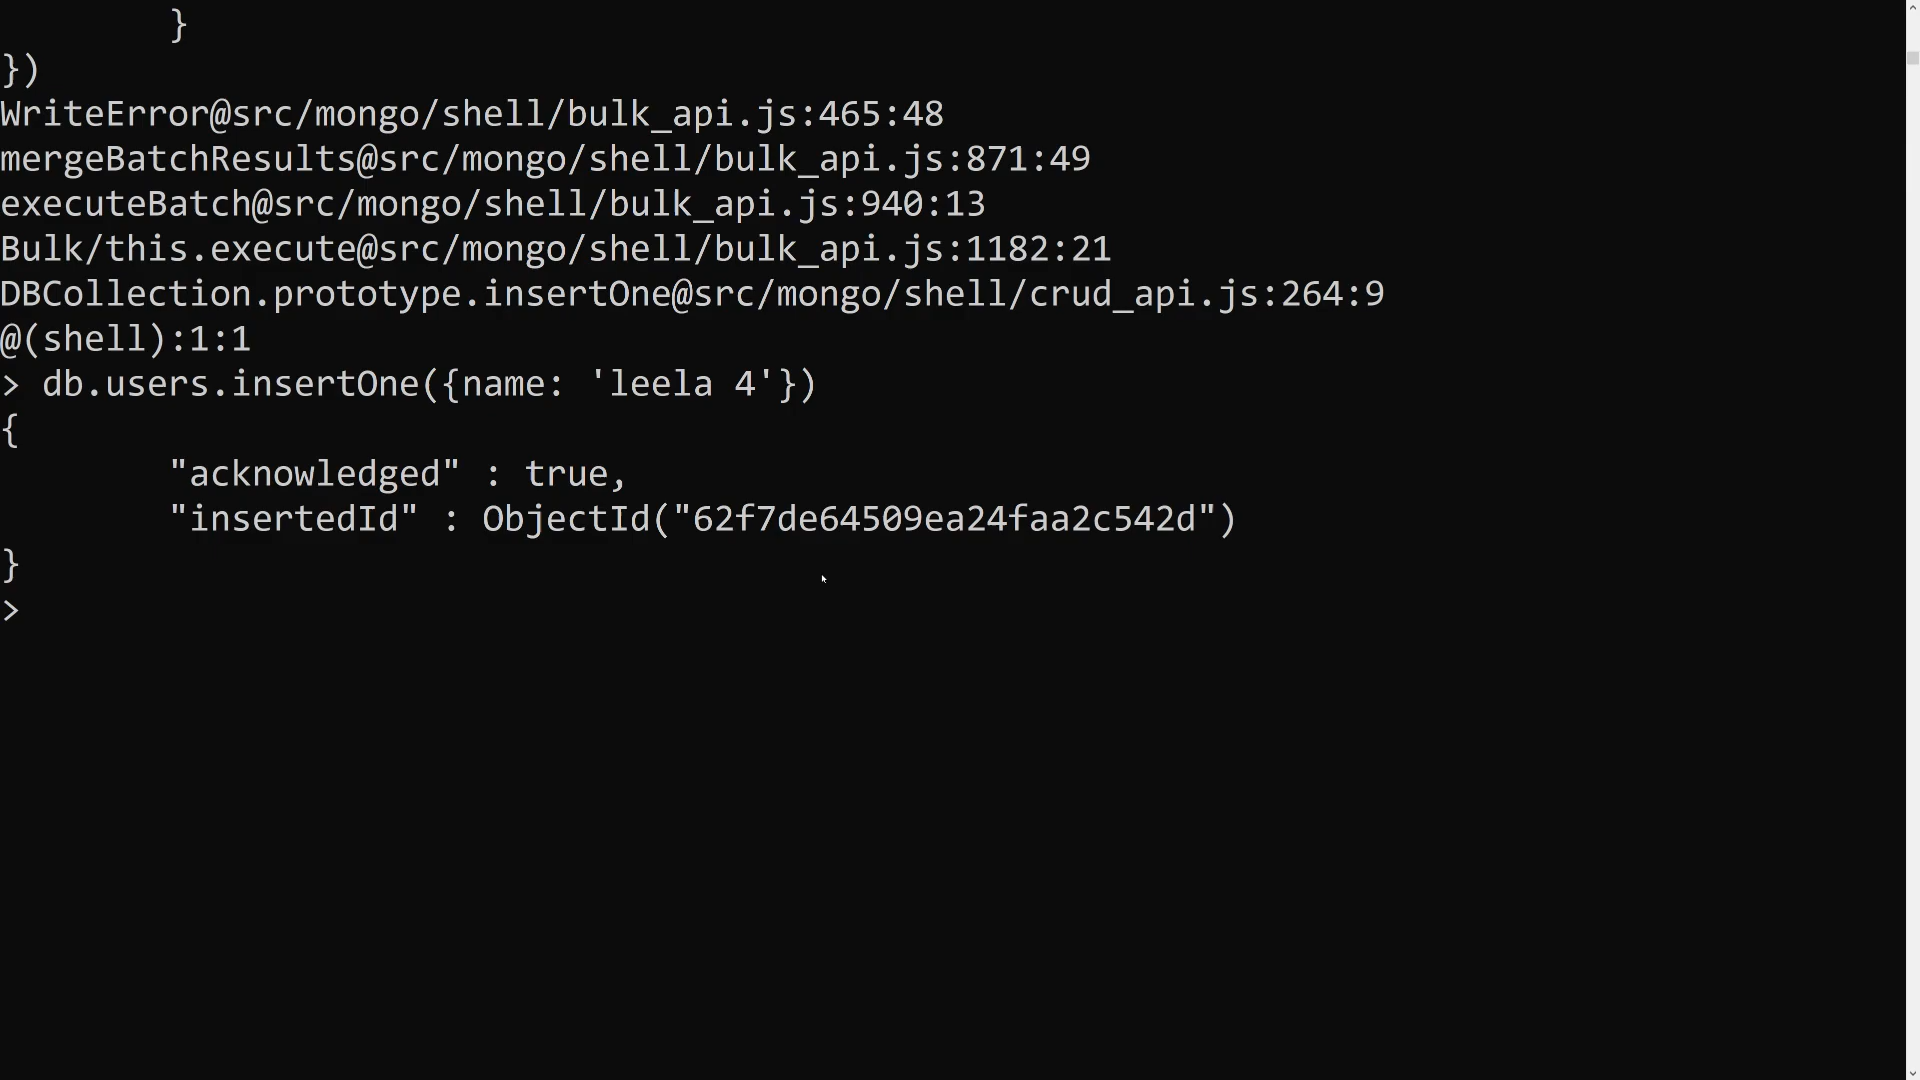 }
})
WriteError@src/mongo/shell/bulk_api.js:465:48
mergeBatchResults@src/mongo/shell/bulk_api.js:871:49
executeBatch@src/mongo/shell/bulk_api.js:940:13
Bulk/this.execute@src/mongo/shell/bulk_api.js:1182:21
DBCollection.prototype.insertOne@src/mongo/shell/crud_api.js:264:9
@(shell):1:1
> db.users.insertOne({name: 'leela 4'})
{
"acknowledged" : true,
"insertedId" : ObjectId("62f7de64509ea24faa2c542d")
}
>